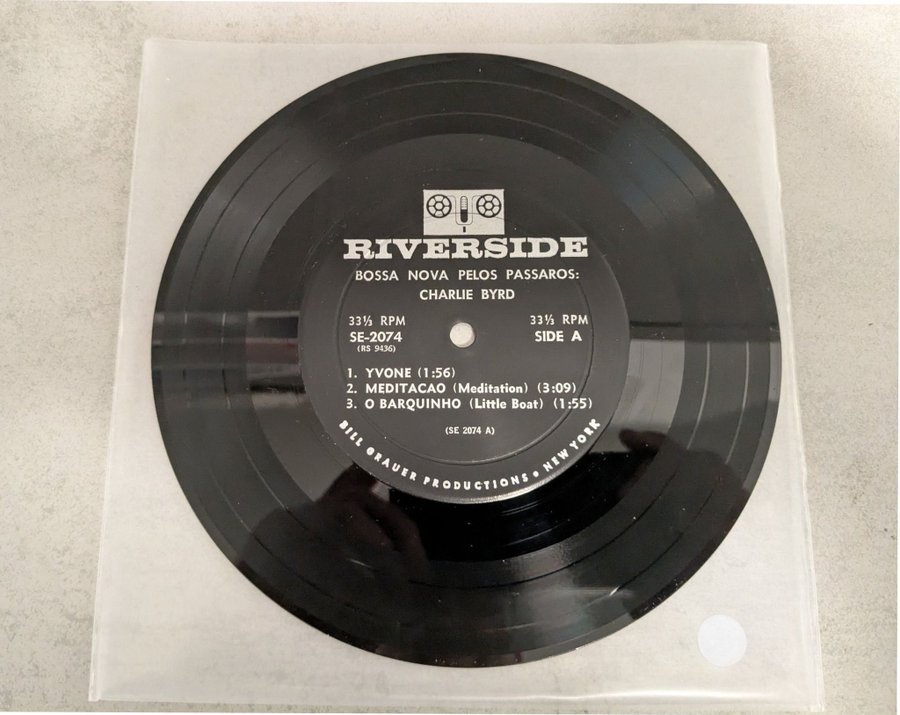 RIVERSIDE
BOSSA NOVA PELOS PASSAROS:
CHARLIE BYRD
33⅓ RPM 33⅓ RPM
SE-2074 SIDE A
(RS 9436)
1. YVONE (1:56)
2. MEDITACAO (Meditation) (3:09)
3. O BARQUINHO (Little Boat) (1:55)
(SE 2074 A)
BILL GRAUER PRODUCTIONS • NEW YORK